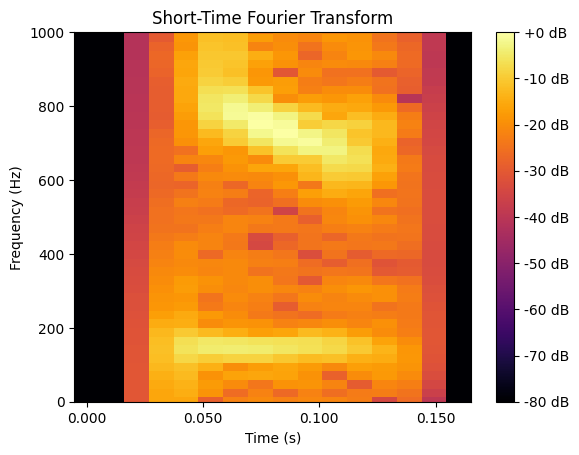 Short-Time Fourier Transform
1000
800
600
400
200
0
Frequency (Hz)
0.000
0.050
0.100
0.150
Time (s)
+0 dB
-10 dB
-20 dB
-30 dB
-40 dB
-50 dB
-60 dB
-70 dB
-80 dB